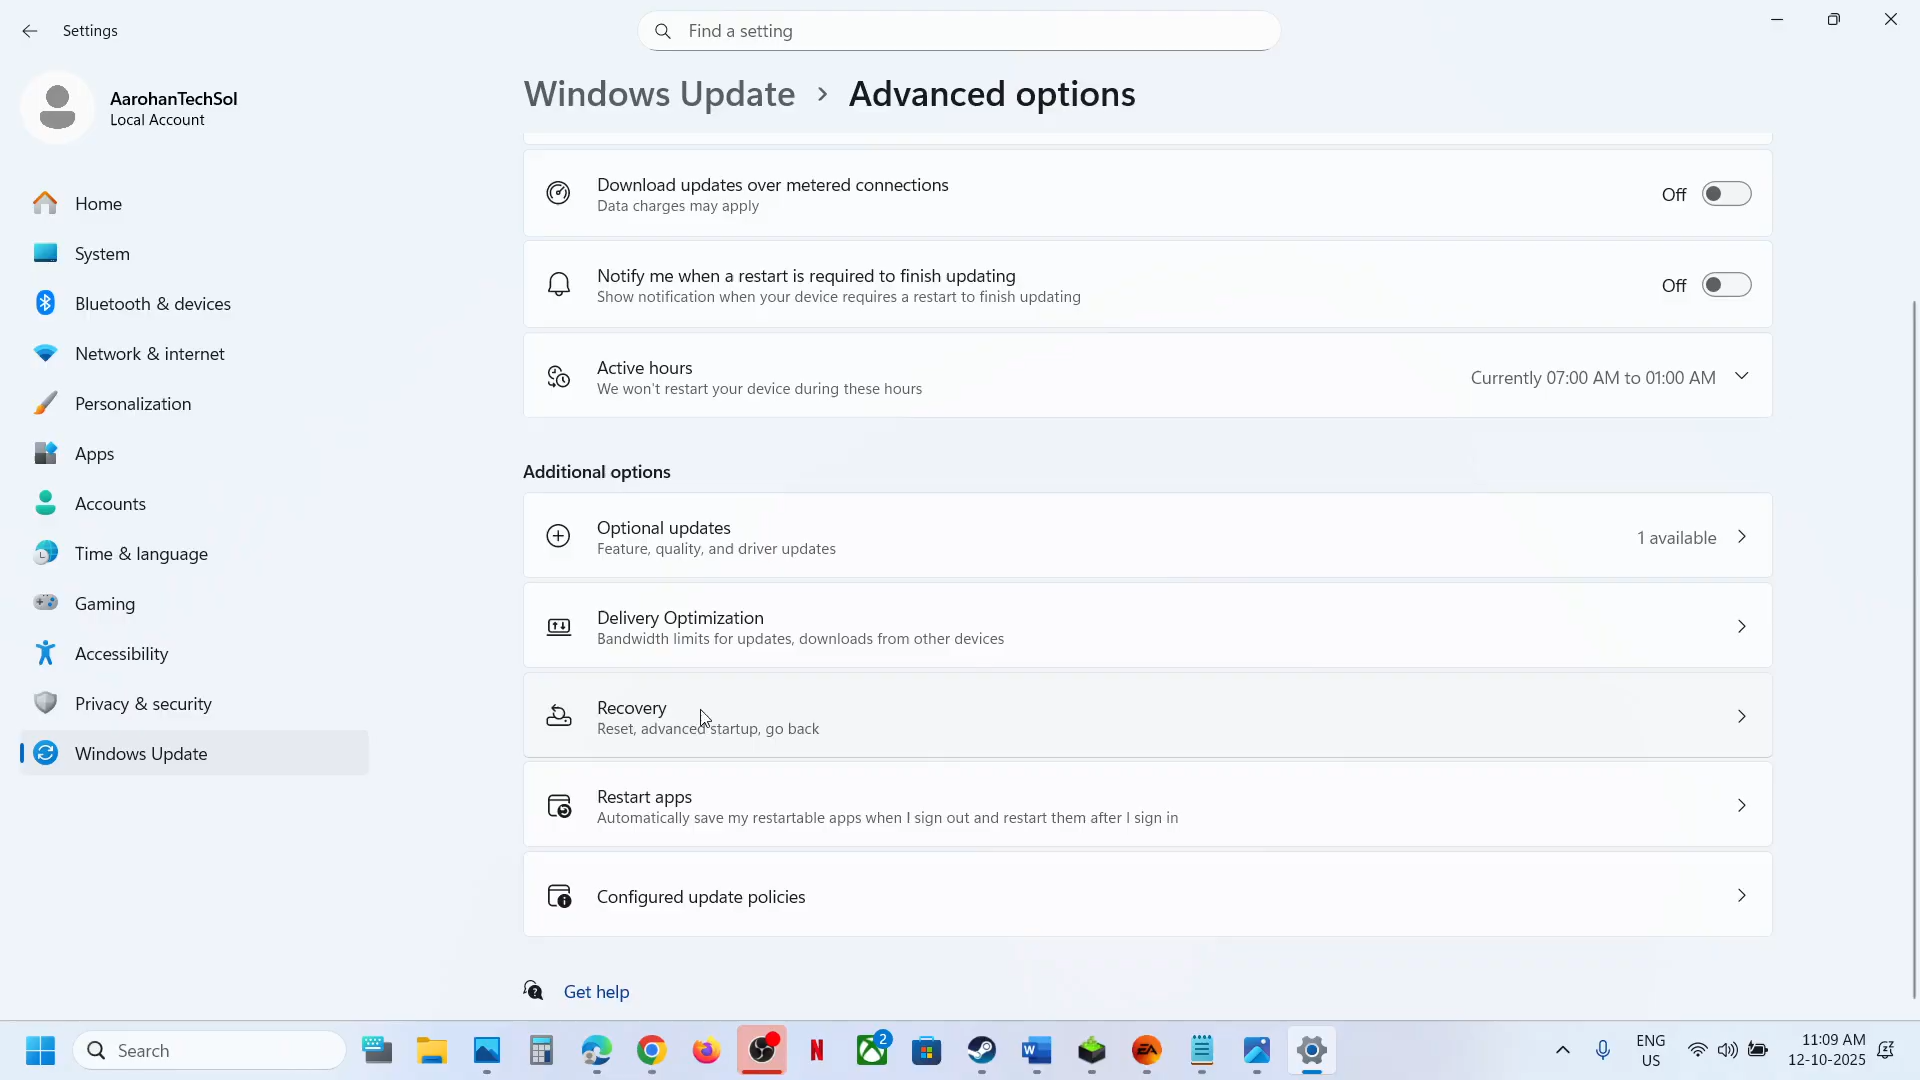 Settings
Find a setting
AarohanTechSol
Local Account
Home
System
Bluetooth & devices
Network & internet
Personalization
Apps
Accounts
Time & language
Gaming
Accessibility
Privacy & security
Windows Update
Windows Update > Advanced options
Download updates over metered connections
Data charges may apply
Off
Notify me when a restart is required to finish updating
Show notification when your device requires a restart to finish updating
Off
Active hours
We won't restart your device during these hours
Currently 07:00 AM to 01:00 AM
Additional options
Optional updates
Feature, quality, and driver updates
1 available
Delivery Optimization
Bandwidth limits for updates, downloads from other devices
Recovery
Reset, advanced startup, go back
Restart apps
Automatically save my restartable apps when I sign out and restart them after I sign in
Configured update policies
Get help
Search
2
ENG
US
11:09 AM
12-10-2025